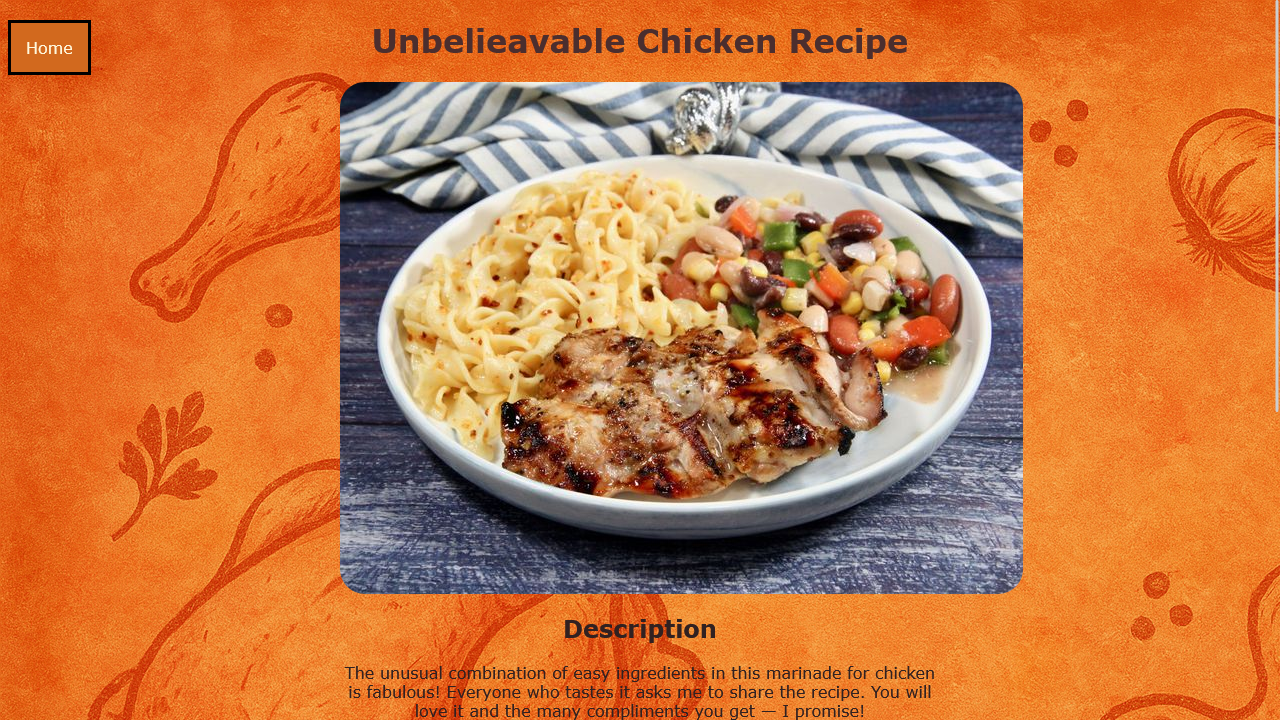 Home
Unbelieavable Chicken Recipe
Description
The unusual combination of easy ingredients in this marinade for chicken
is fabulous! Everyone who tastes it asks me to share the recipe. You will
love it and the many compliments you get — I promise!